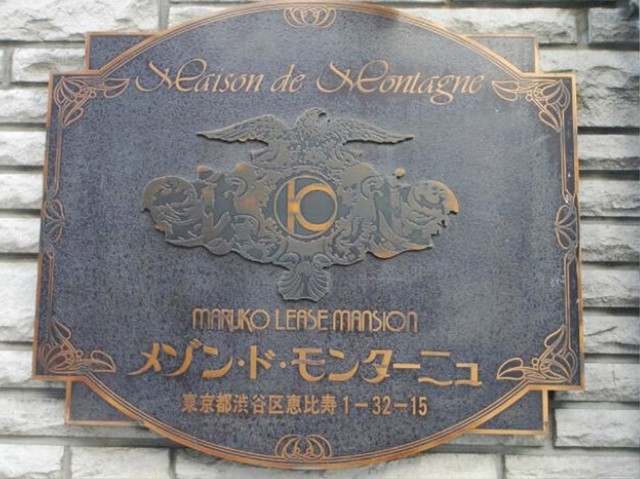 Maison de Montagne
MARUKO LEASE MANSION
メゾン・ド・モンターニュ
東京都渋谷区恵比寿1-32-15